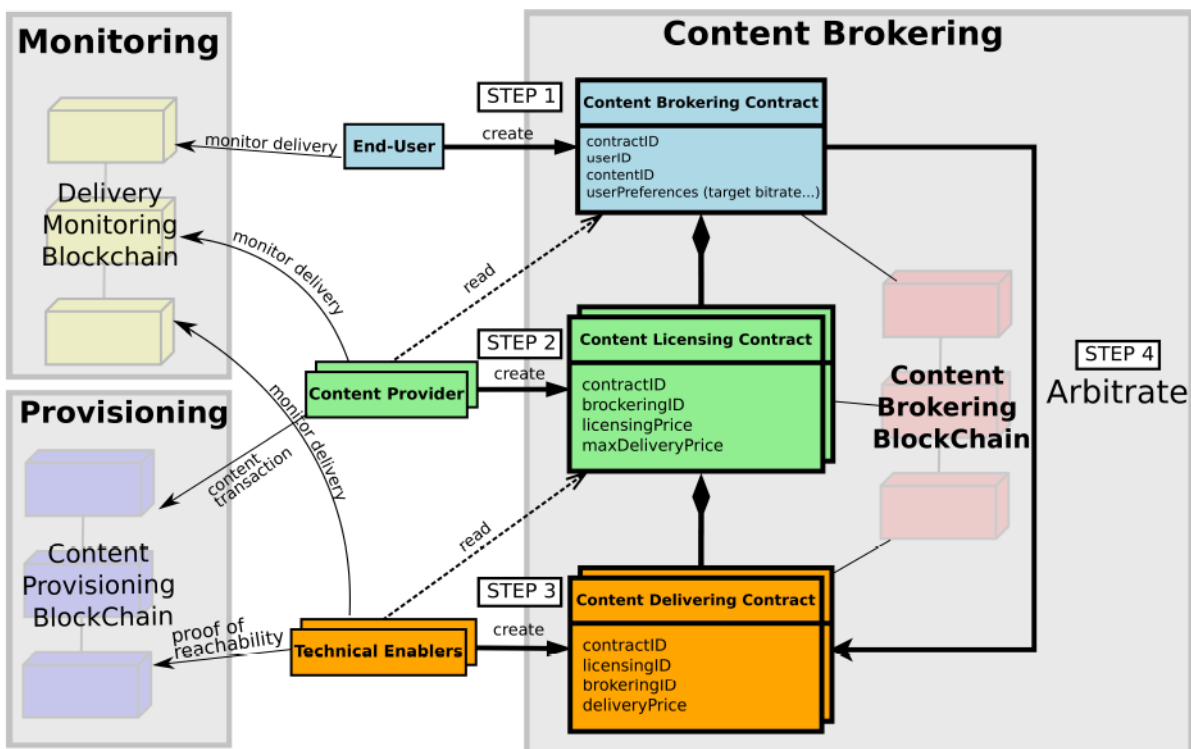 Monitoring
Content Brokering
STEP 1
Content Brokering Contract
monitor delivery
End-User
create
contractID
userID
contentID
userPreferences (target bitrate...)
Delivery
Monitoring
Blockchain
monitor delivery
read
STEP 2
Content Licensing Contract
STEP 4
Arbitrate
Content Provider
create
contractID
brockeringID
licensingPrice
maxDeliveryPrice
Content
Brokering
BlockChain
Provisioning
monitor delivery
content
transaction
read
Content
Provisioning
BlockChain
STEP 3
Content Delivering Contract
proof of
reachability
Technical Enablers
create
contractID
licensingID
brokeringID
deliveryPrice